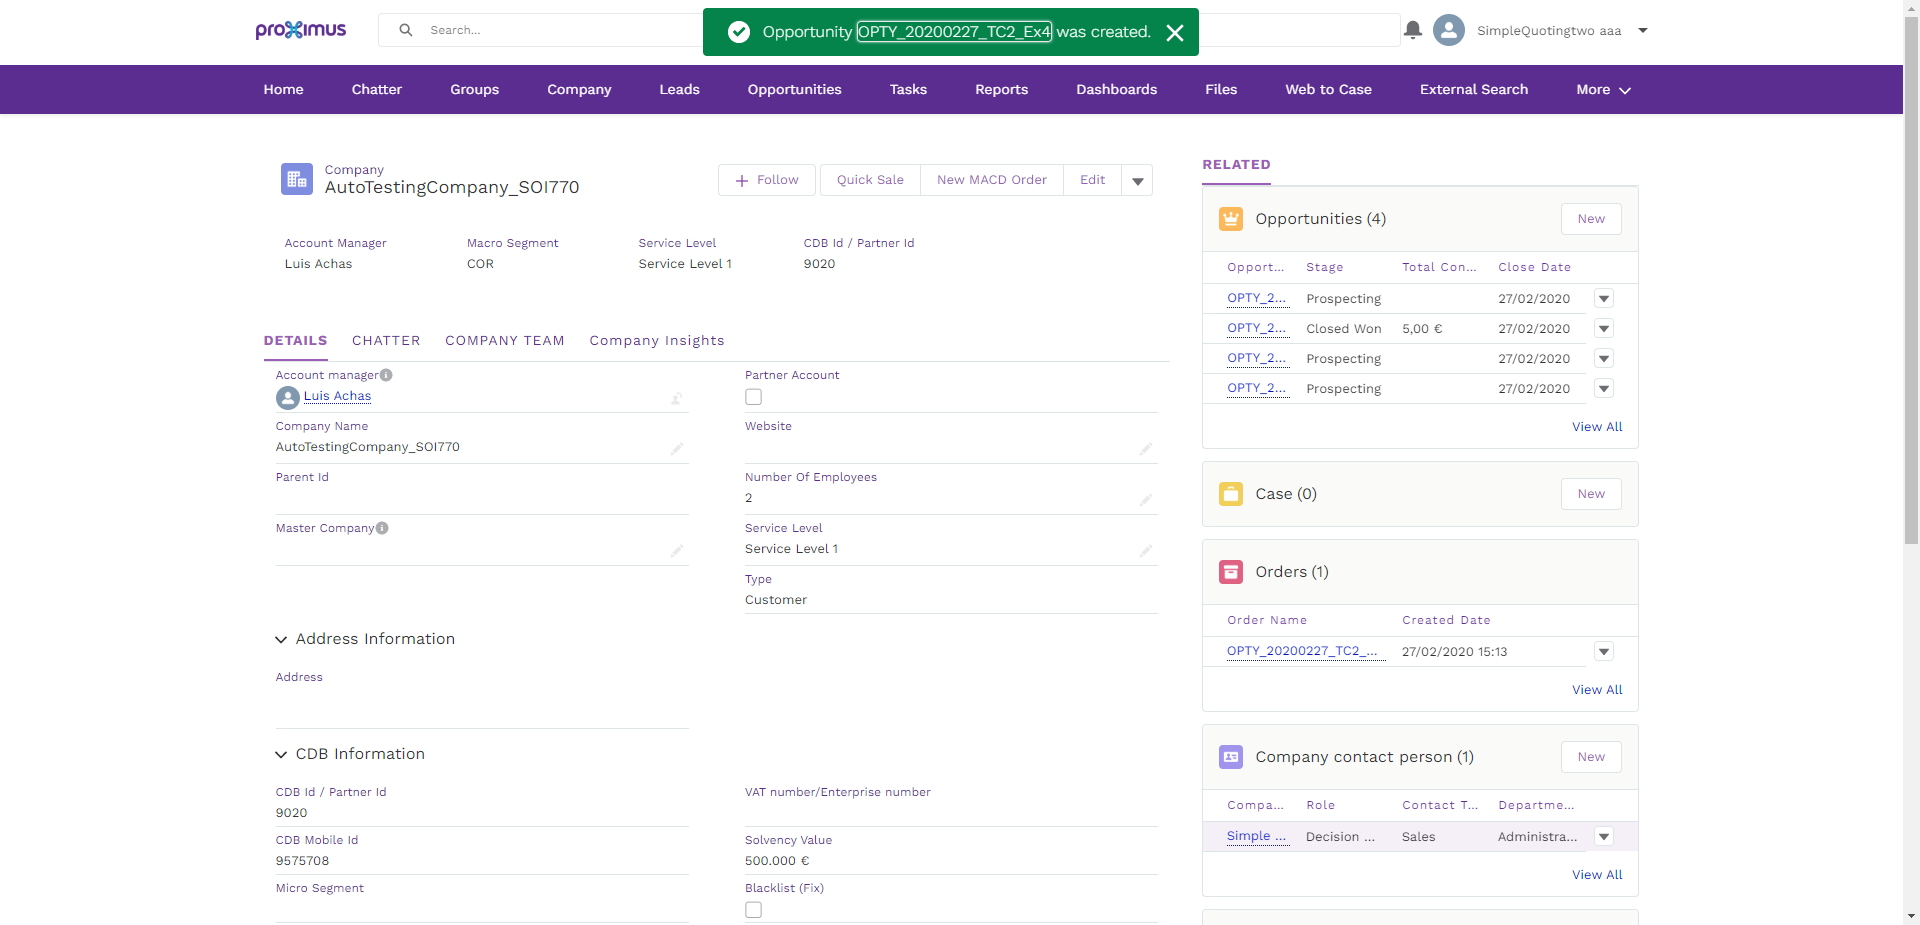 proximus
Search...
Opportunity OPTY_20200227_TC2_Ex4 was created.
SimpleQuotingtwo aaa
Home Chatter Groups Company Leads Opportunities Tasks Reports Dashboards Files Web to Case External Search More
Company
AutoTestingCompany_SOI770
Follow Quick Sale New MACD Order Edit
Account Manager Macro Segment Service Level CDB Id / Partner Id
Luis Achas COR Service Level 1 9020
DETAILS CHATTER COMPANY TEAM Company Insights
Account manager Partner Account
Luis Achas
Company Name Website
AutoTestingCompany_SOI770
Parent Id Number Of Employees
2
Master Company Service Level
Service Level 1
Type
Customer
Address Information
Address
CDB Information
CDB Id / Partner Id VAT number/Enterprise number
9020
CDB Mobile Id Solvency Value
9575708 500.000 €
Micro Segment Blacklist (Fix)
RELATED
Opportunities (4) New
Opport... Stage Total Con... Close Date
OPTY_2... Prospecting 27/02/2020
OPTY_2... Closed Won 5,00 € 27/02/2020
OPTY_2... Prospecting 27/02/2020
OPTY_2... Prospecting 27/02/2020
View All
Case (0) New
Orders (1)
Order Name Created Date
OPTY_20200227_TC2_... 27/02/2020 15:13
View All
Company contact person (1) New
Compa... Role Contact T... Departme...
Simple ... Decision ... Sales Administra...
View All